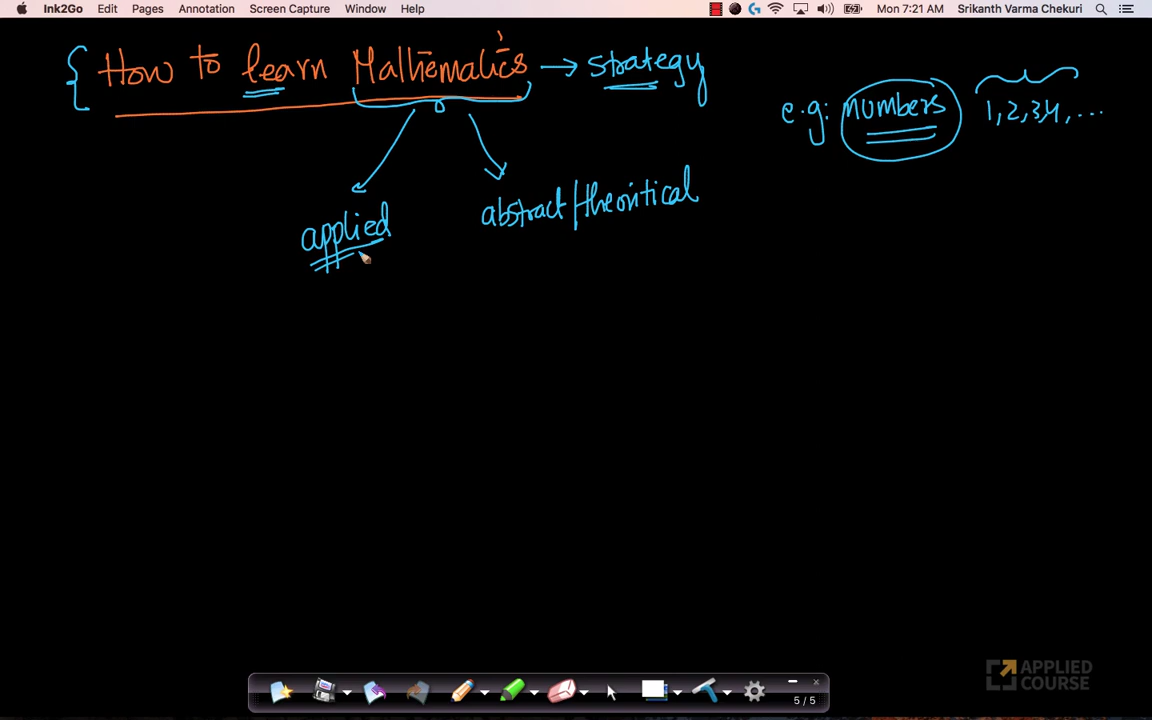 Ink2Go File Edit Pages Annotation Screen Capture Window Help Mon 7:21 AM Srikanth Varma Chekuri
How to learn Mathematics → strategy
e.g: numbers 1,2,3,4, ...
applied
abstract/theoritical
APPLIED
COURSE
5/5